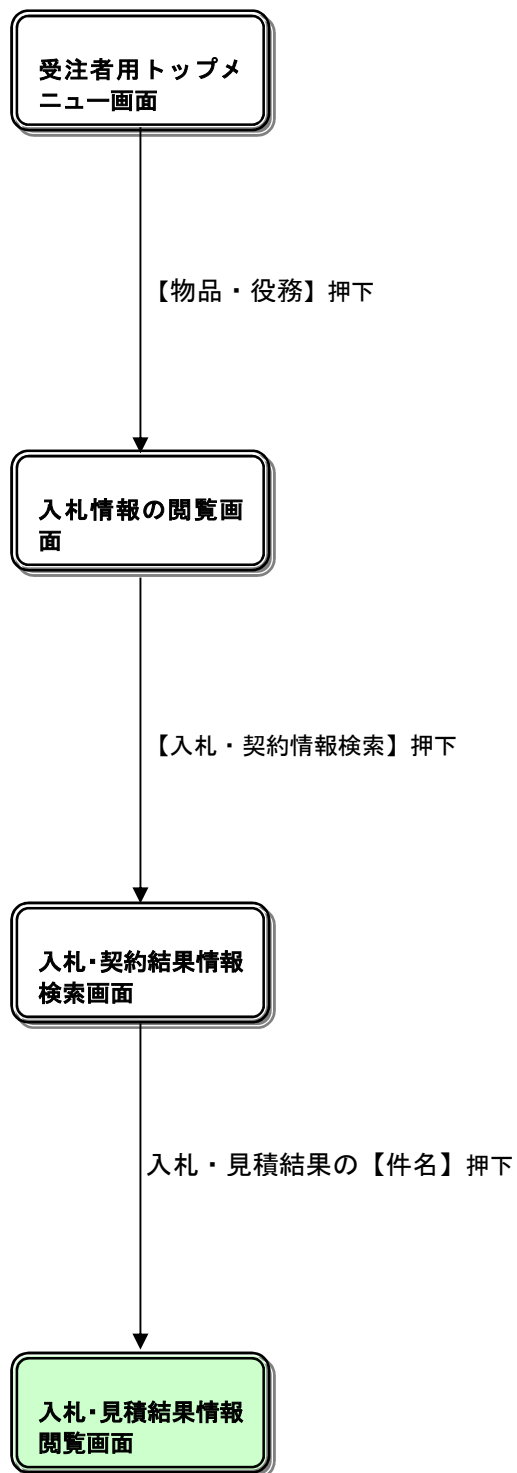 受注者用トップメ
ニュー画面
【物品・役務】押下
入札情報の閲覧画
面
【入札・契約情報検索】押下
入札・契約結果情報
検索画面
入札・見積結果の【件名】押下
入札・見積結果情報
閲覧画面